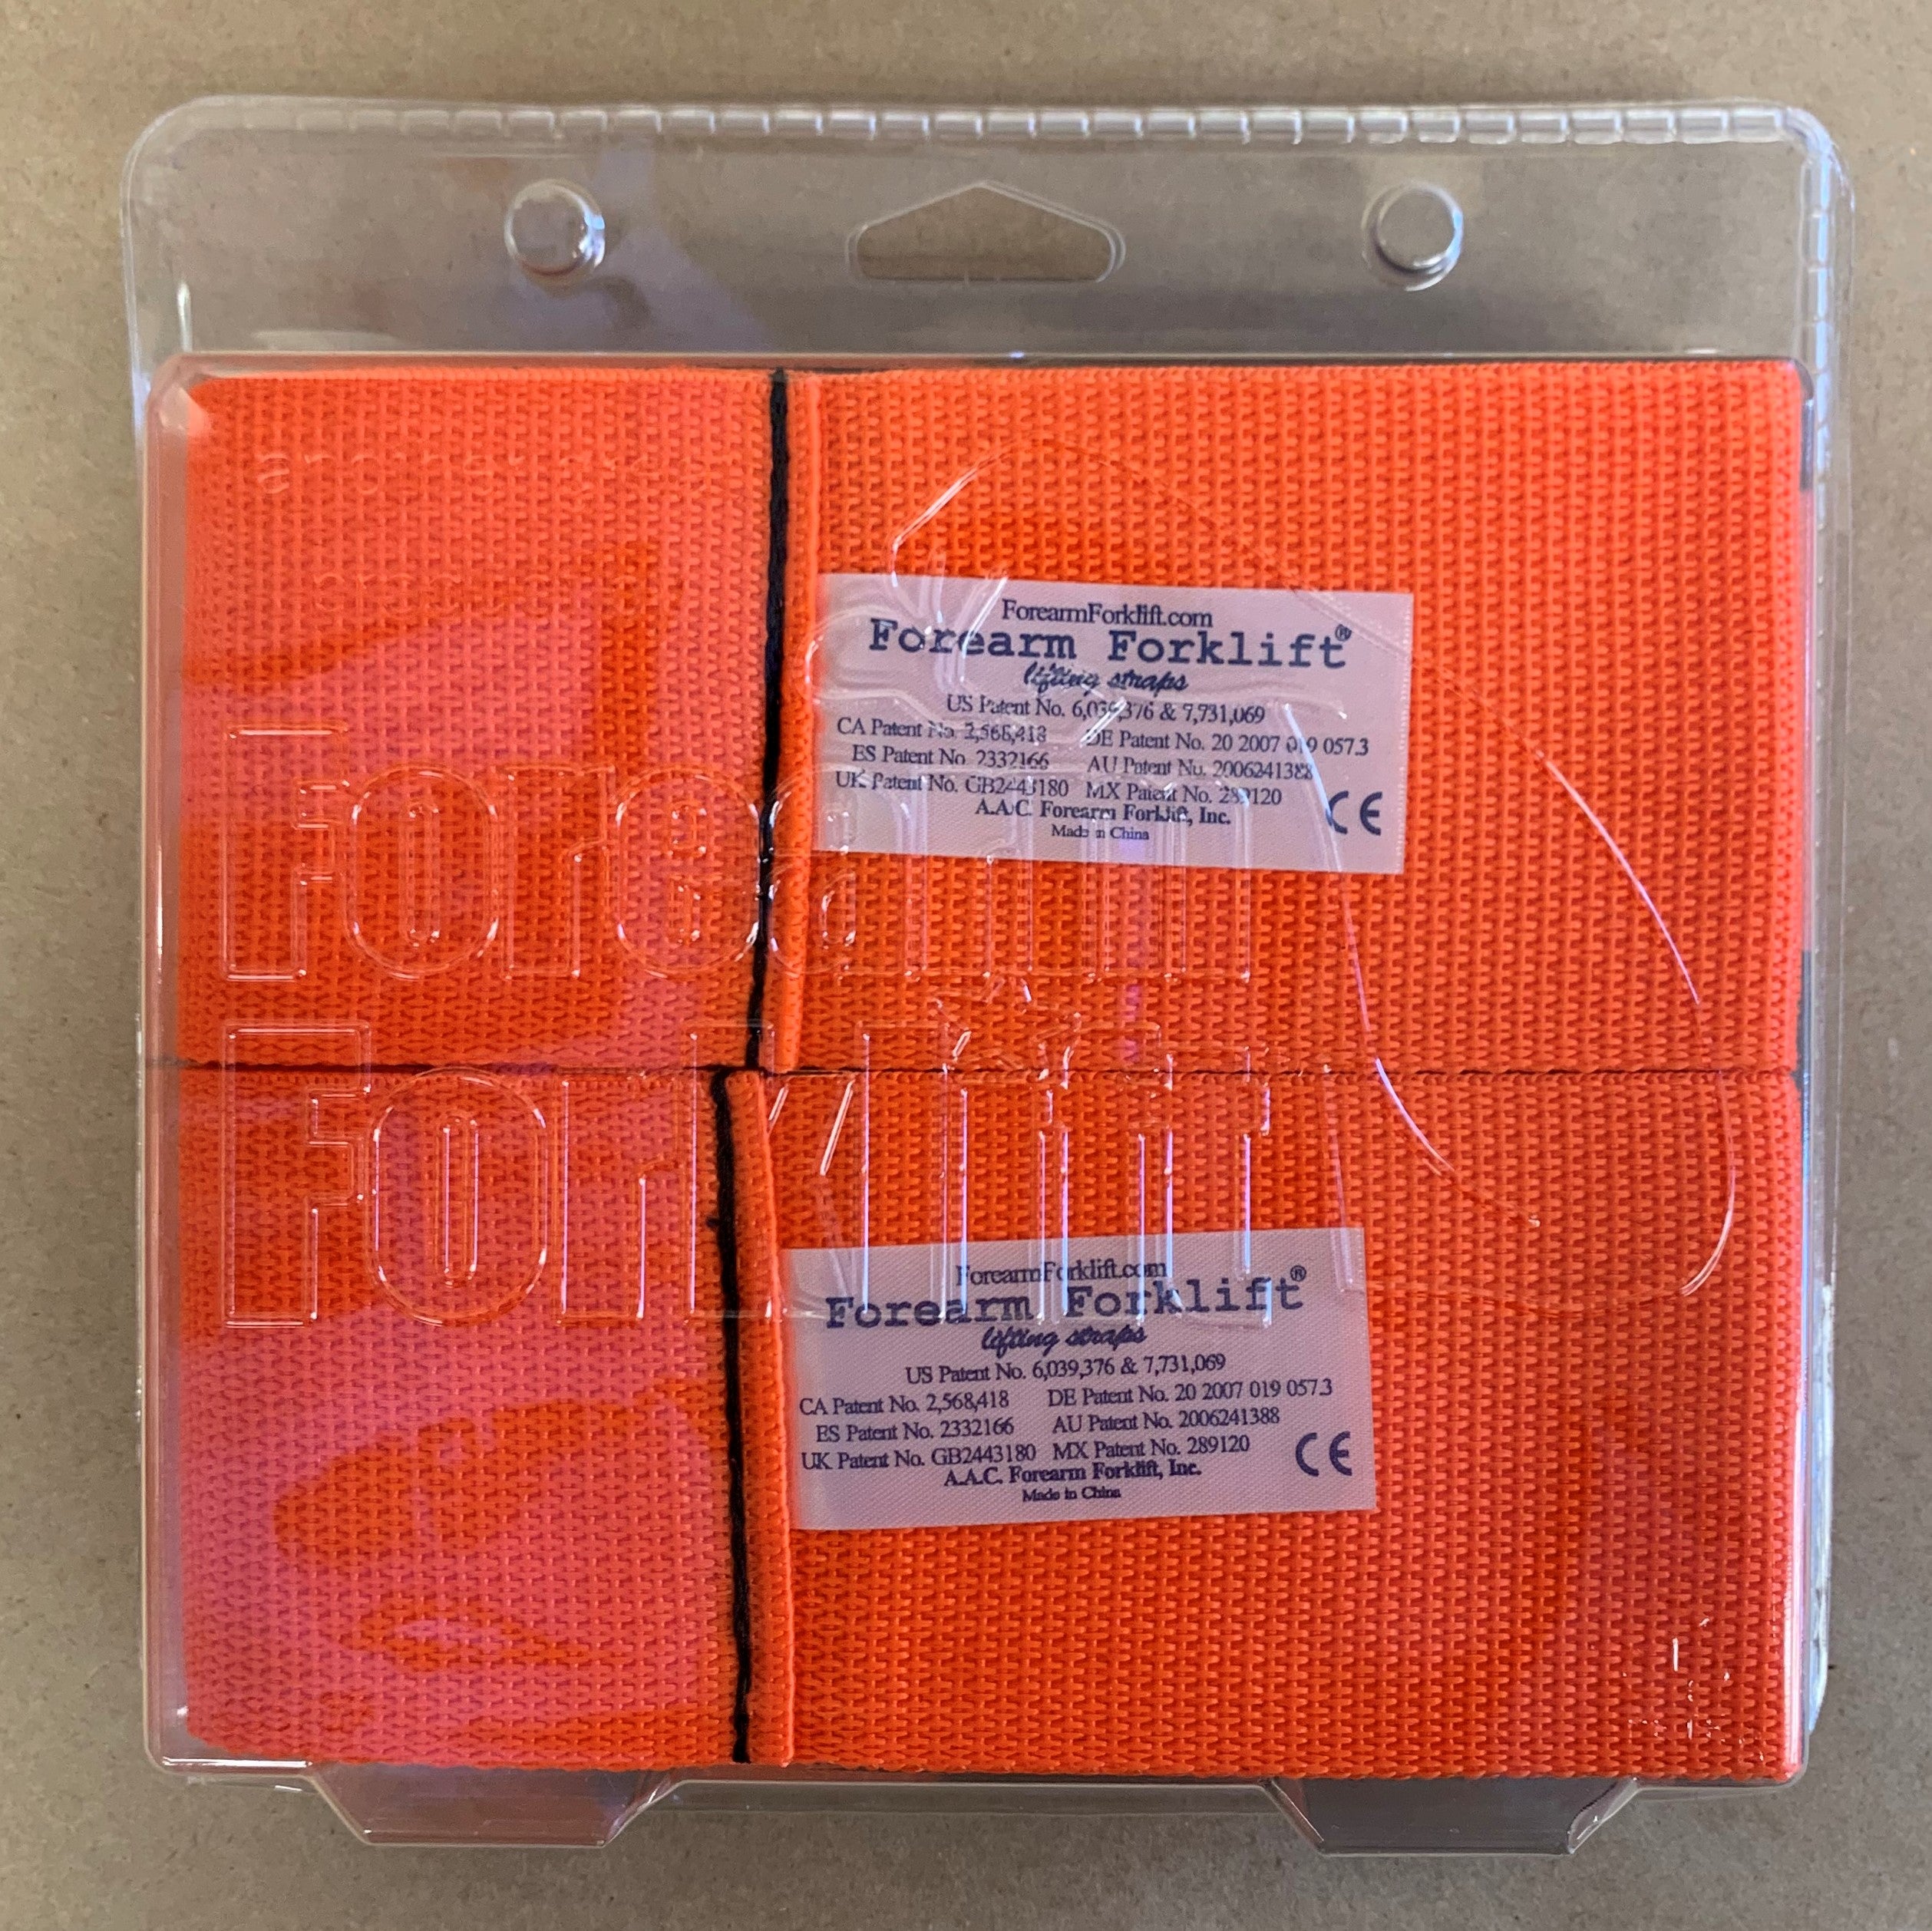 another great
product from
Forearm
Forklift
ForearmForklift.com
Forearm Forklift®
lifting straps
US Patent No. 6,039,376 & 7,731,069
CA Patent No. 2,568,418 DE Patent No. 20 2007 019 057.3
ES Patent No. 2332166 AU Patent No. 2006241388
UK Patent No. GB2443180 MX Patent No. 289120
A.A.C. Forearm Forklift, Inc.
Made in China
CE
ForearmForklift.com
Forearm Forklift®
lifting straps
US Patent No. 6,039,376 & 7,731,069
CA Patent No. 2,568,418 DE Patent No. 20 2007 019 057.3
ES Patent No. 2332166 AU Patent No. 2006241388
UK Patent No. GB2443180 MX Patent No. 289120
A.A.C. Forearm Forklift, Inc.
Made in China
CE